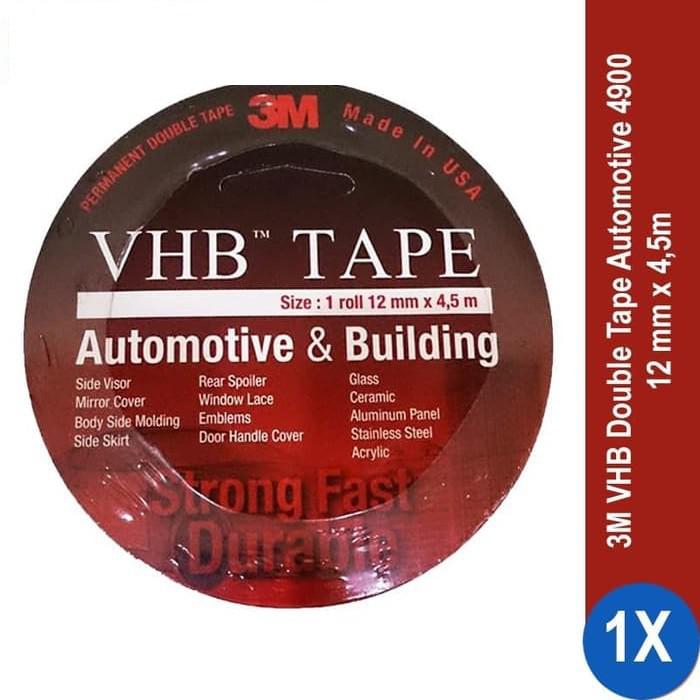 PERMANENT DOUBLE TAPE 3M Made in USA
VHB™ TAPE
Size : 1 roll 12 mm x 4,5 m
Automotive & Building
Side Visor
Mirror Cover
Body Side Molding
Side Skirt
Rear Spoiler
Window Lace
Emblems
Door Handle Cover
Glass
Ceramic
Aluminum Panel
Stainless Steel
Acrylic
Strong Fast
Durable
3M VHB Double Tape Automotive 4900
12 mm x 4,5m
1X